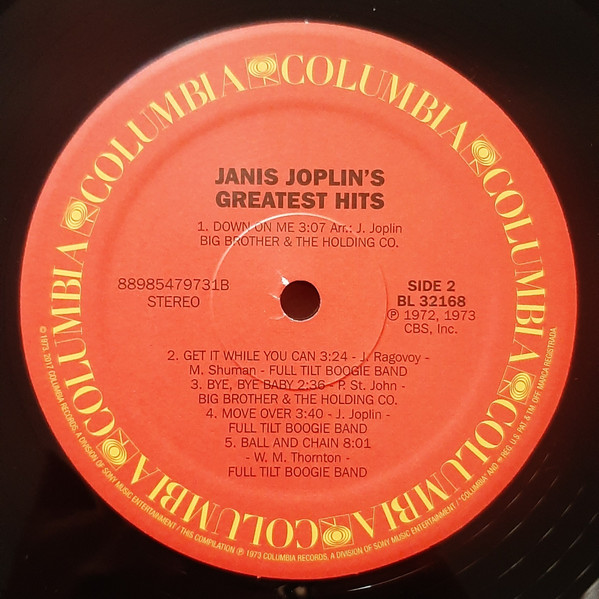 COLUMBIA COLUMBIA COLUMBIA COLUMBIA COLUMBIA COLUMBIA
JANIS JOPLIN'S
GREATEST HITS
1. DOWN ON ME 3:07 Arr.: J. Joplin
BIG BROTHER & THE HOLDING CO.
88985479731B
STEREO
SIDE 2
BL 32168
℗ 1972, 1973
CBS, Inc.
2. GET IT WHILE YOU CAN 3:24 - J. Ragovoy -
M. Shuman - FULL TILT BOOGIE BAND
3. BYE, BYE BABY 2:36 - P. St. John -
BIG BROTHER & THE HOLDING CO.
4. MOVE OVER 3:40 - J. Joplin -
FULL TILT BOOGIE BAND
5. BALL AND CHAIN 8:01
- W. M. Thornton -
FULL TILT BOOGIE BAND
© 1973, 2017 COLUMBIA RECORDS, A DIVISION OF SONY MUSIC ENTERTAINMENT / THIS COMPILATION ℗ 1973 COLUMBIA RECORDS, A DIVISION OF SONY MUSIC ENTERTAINMENT / "COLUMBIA" AND ® REG. U.S. PAT. & TM. OFF. MARCA REGISTRADA.